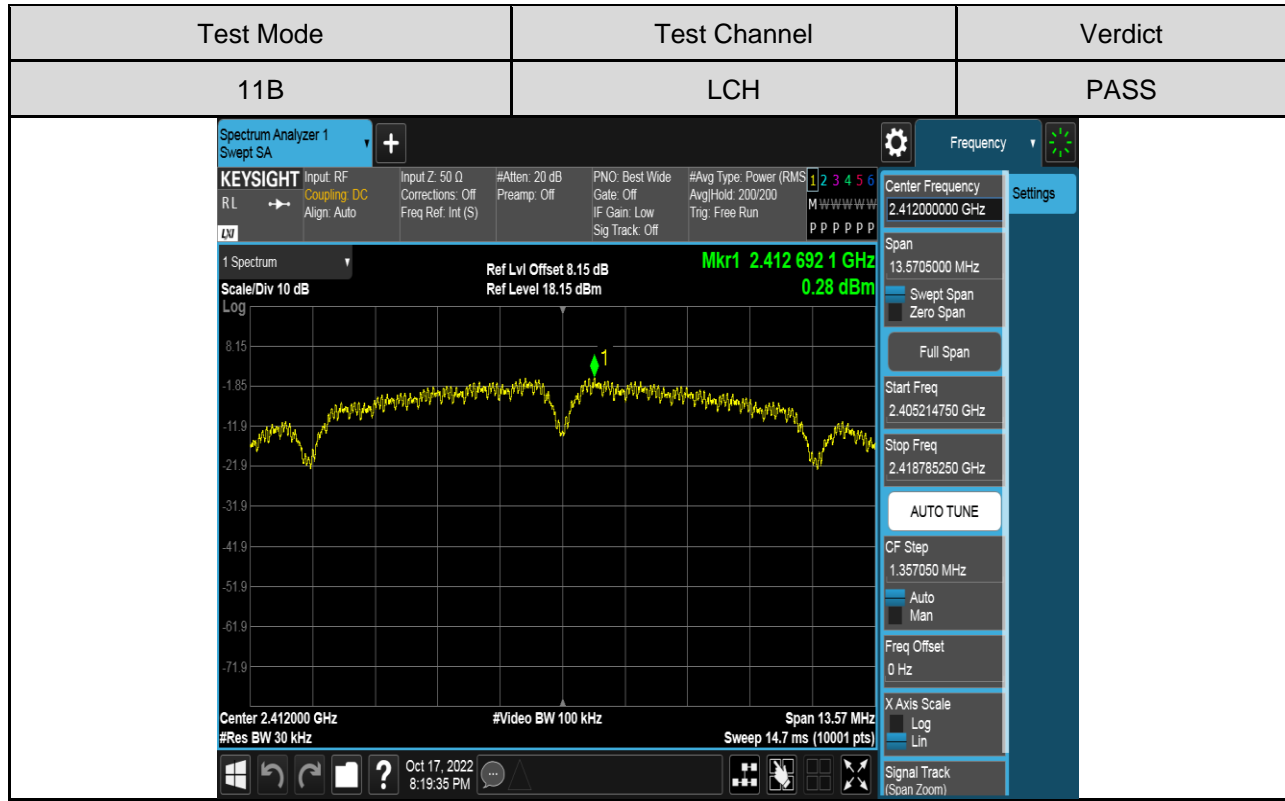 Test Mode Test Channel Verdict
11B LCH PASS
Spectrum Analyzer 1
Swept SA
+
Frequency
KEYSIGHT
RL
LXI
Input: RF
Coupling: DC
Align: Auto
Input Z: 50 Ω
Corrections: Off
Freq Ref: Int (S)
#Atten: 20 dB
Preamp: Off
PNO: Best Wide
Gate: Off
IF Gain: Low
Sig Track: Off
#Avg Type: Power (RMS
Avg|Hold: 200/200
Trig: Free Run
1 2 3 4 5 6
M W W W W W
P P P P P P
1 Spectrum
Scale/Div 10 dB
Ref Lvl Offset 8.15 dB
Ref Level 18.15 dBm
Mkr1 2.412 692 1 GHz
0.28 dBm
Log
8.15
-1.85
-11.9
-21.9
-31.9
-41.9
-51.9
-61.9
-71.9
1
Center 2.412000 GHz
#Res BW 30 kHz
#Video BW 100 kHz
Span 13.57 MHz
Sweep 14.7 ms (10001 pts)
Center Frequency
2.412000000 GHz
Settings
Span
13.5705000 MHz
Swept Span
Zero Span
Full Span
Start Freq
2.405214750 GHz
Stop Freq
2.418785250 GHz
AUTO TUNE
CF Step
1.357050 MHz
Auto
Man
Freq Offset
0 Hz
X Axis Scale
Log
Lin
Signal Track
(Span Zoom)
?
Oct 17, 2022
8:19:35 PM